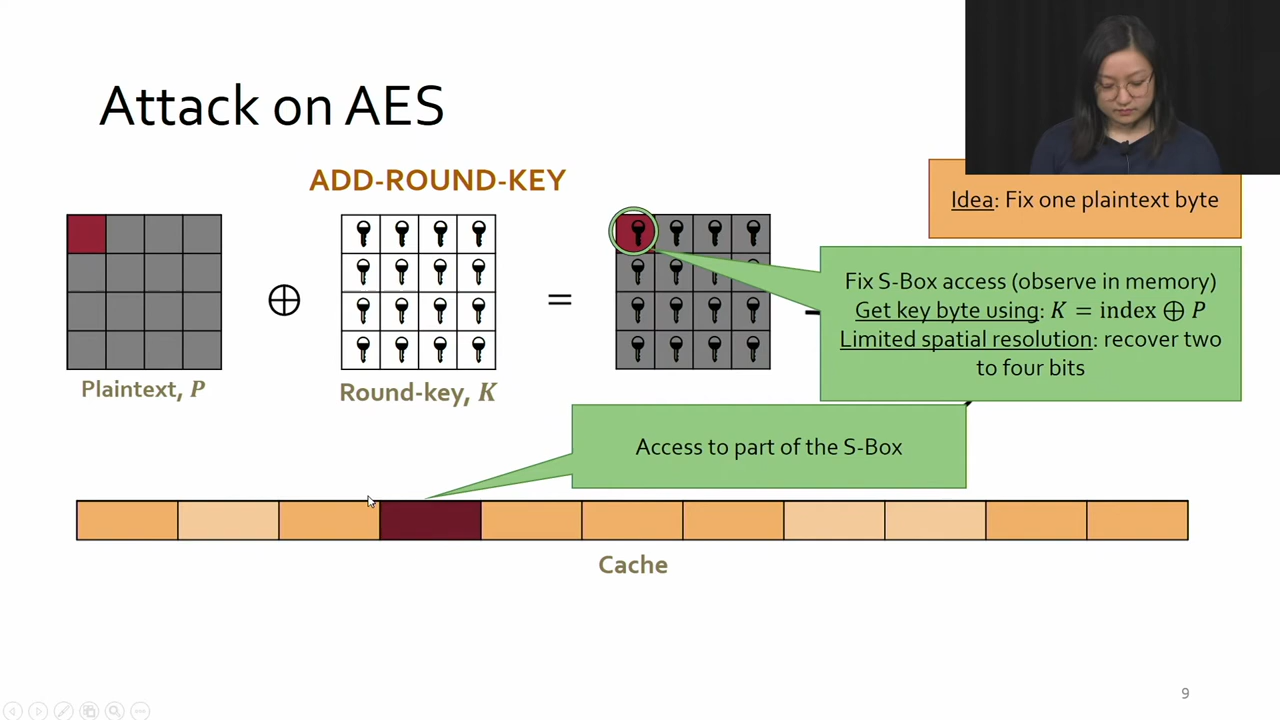 Attack on AES
ADD-ROUND-KEY
Idea: Fix one plaintext byte
⊕
=
Fix S-Box access (observe in memory)
Get key byte using: K = index ⊕ P
Limited spatial resolution: recover two
to four bits
Plaintext, P
Round-key, K
Access to part of the S-Box
Cache
9